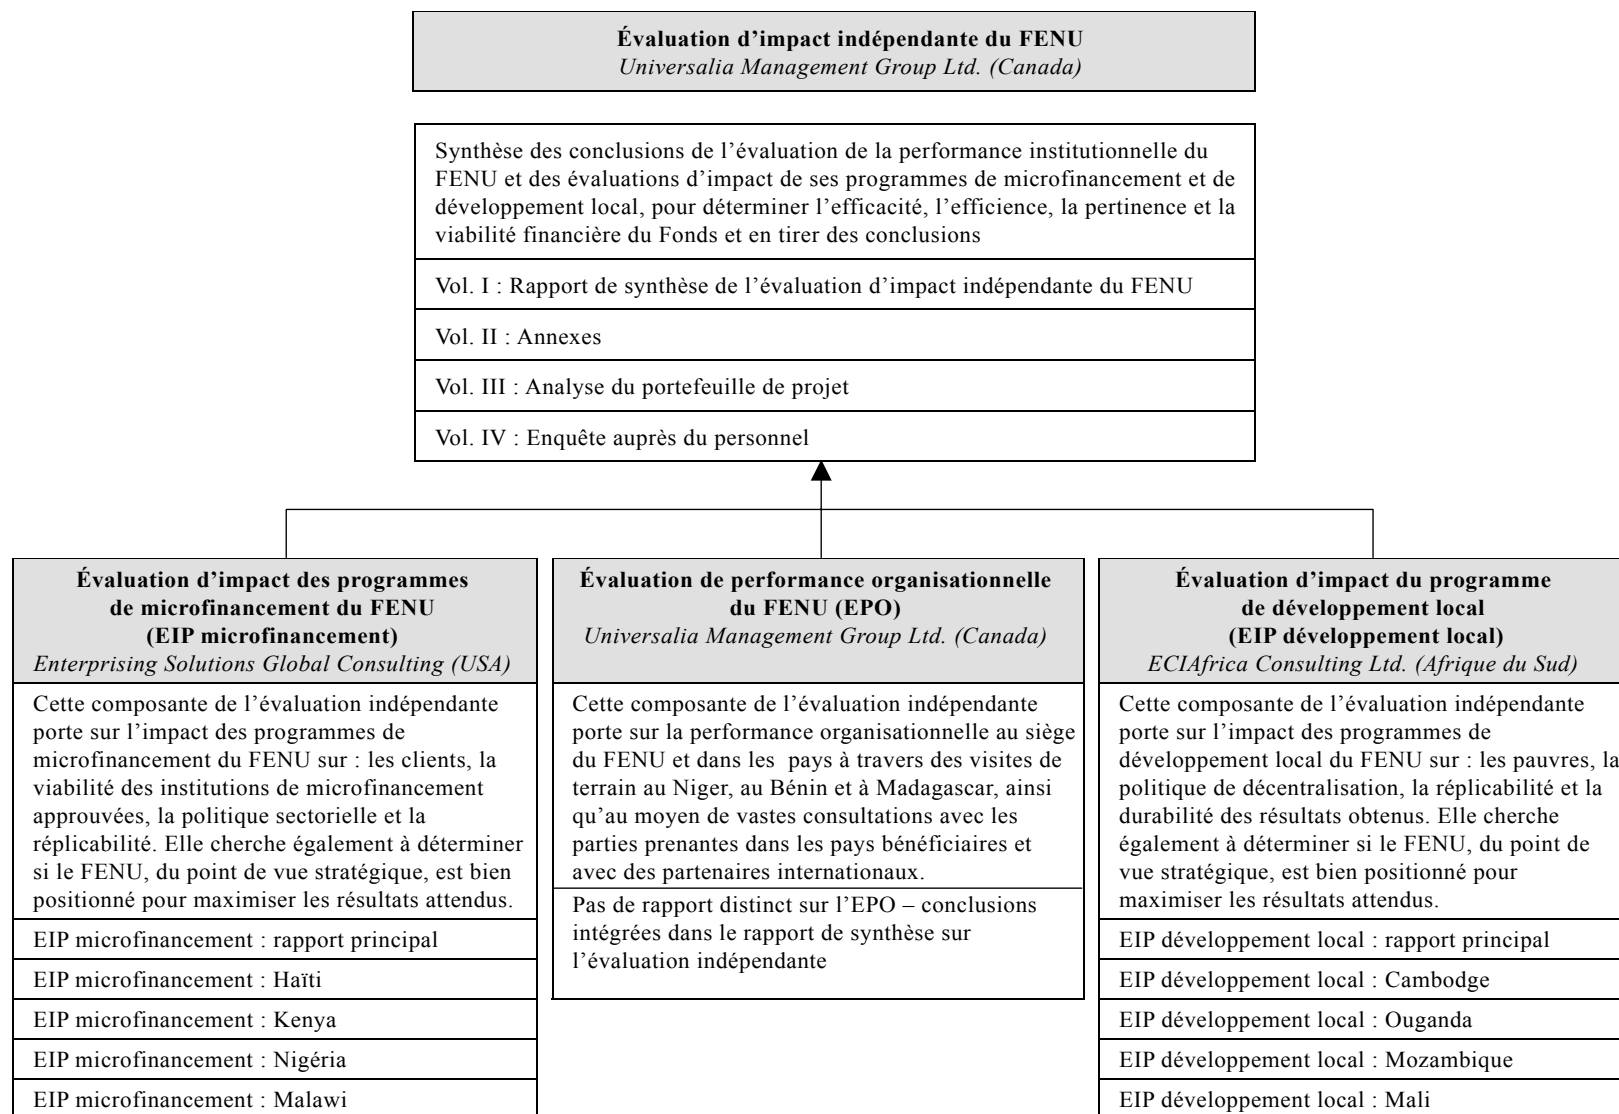 Évaluation d’impact indépendante du FENU
Universalia Management Group Ltd. (Canada)
Synthèse des conclusions de l’évaluation de la performance institutionnelle du
FENU et des évaluations d’impact de ses programmes de microfinancement et de
développement local, pour déterminer l’efficacité, l’efficience, la pertinence et la
viabilité financière du Fonds et en tirer des conclusions
Vol. I : Rapport de synthèse de l’évaluation d’impact indépendante du FENU
Vol. II : Annexes
Vol. III : Analyse du portefeuille de projet
Vol. IV : Enquête auprès du personnel
Évaluation d’impact des programmes
de microfinancement du FENU
(EIP microfinancement)
Enterprising Solutions Global Consulting (USA)
Cette composante de l’évaluation indépendante
porte sur l’impact des programmes de
microfinancement du FENU sur : les clients, la
viabilité des institutions de microfinancement
approuvées, la politique sectorielle et la
réplicabilité. Elle cherche également à déterminer
si le FENU, du point de vue stratégique, est bien
positionné pour maximiser les résultats attendus.
EIP microfinancement : rapport principal
EIP microfinancement : Haïti
EIP microfinancement : Kenya
EIP microfinancement : Nigéria
EIP microfinancement : Malawi
Évaluation de performance organisationnelle
du FENU (EPO)
Universalia Management Group Ltd. (Canada)
Cette composante de l’évaluation indépendante
porte sur la performance organisationnelle au siège
du FENU et dans les pays à travers des visites de
terrain au Niger, au Bénin et à Madagascar, ainsi
qu’au moyen de vastes consultations avec les
parties prenantes dans les pays bénéficiaires et
avec des partenaires internationaux.
Pas de rapport distinct sur l’EPO – conclusions
intégrées dans le rapport de synthèse sur
l’évaluation indépendante
Évaluation d’impact du programme
de développement local
(EIP développement local)
ECIAfrica Consulting Ltd. (Afrique du Sud)
Cette composante de l’évaluation indépendante
porte sur l’impact des programmes de
développement local du FENU sur : les pauvres, la
politique de décentralisation, la réplicabilité et la
durabilité des résultats obtenus. Elle cherche
également à déterminer si le FENU, du point de
vue stratégique, est bien positionné pour
maximiser les résultats attendus.
EIP développement local : rapport principal
EIP développement local : Cambodge
EIP développement local : Ouganda
EIP développement local : Mozambique
EIP développement local : Mali